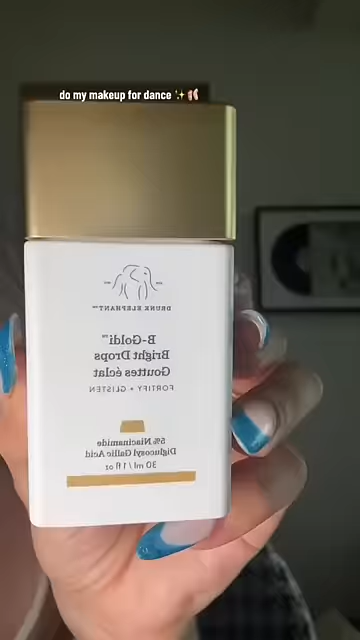 do my makeup for dance ✨🩰
DRUNK ELEPHANT™
B-Goldi™
Bright Drops
Gouttes éclat
FORTIFY + GLISTEN
5% Niacinamide
Diglucosyl Gallic Acid
30 ml / 1 fl oz